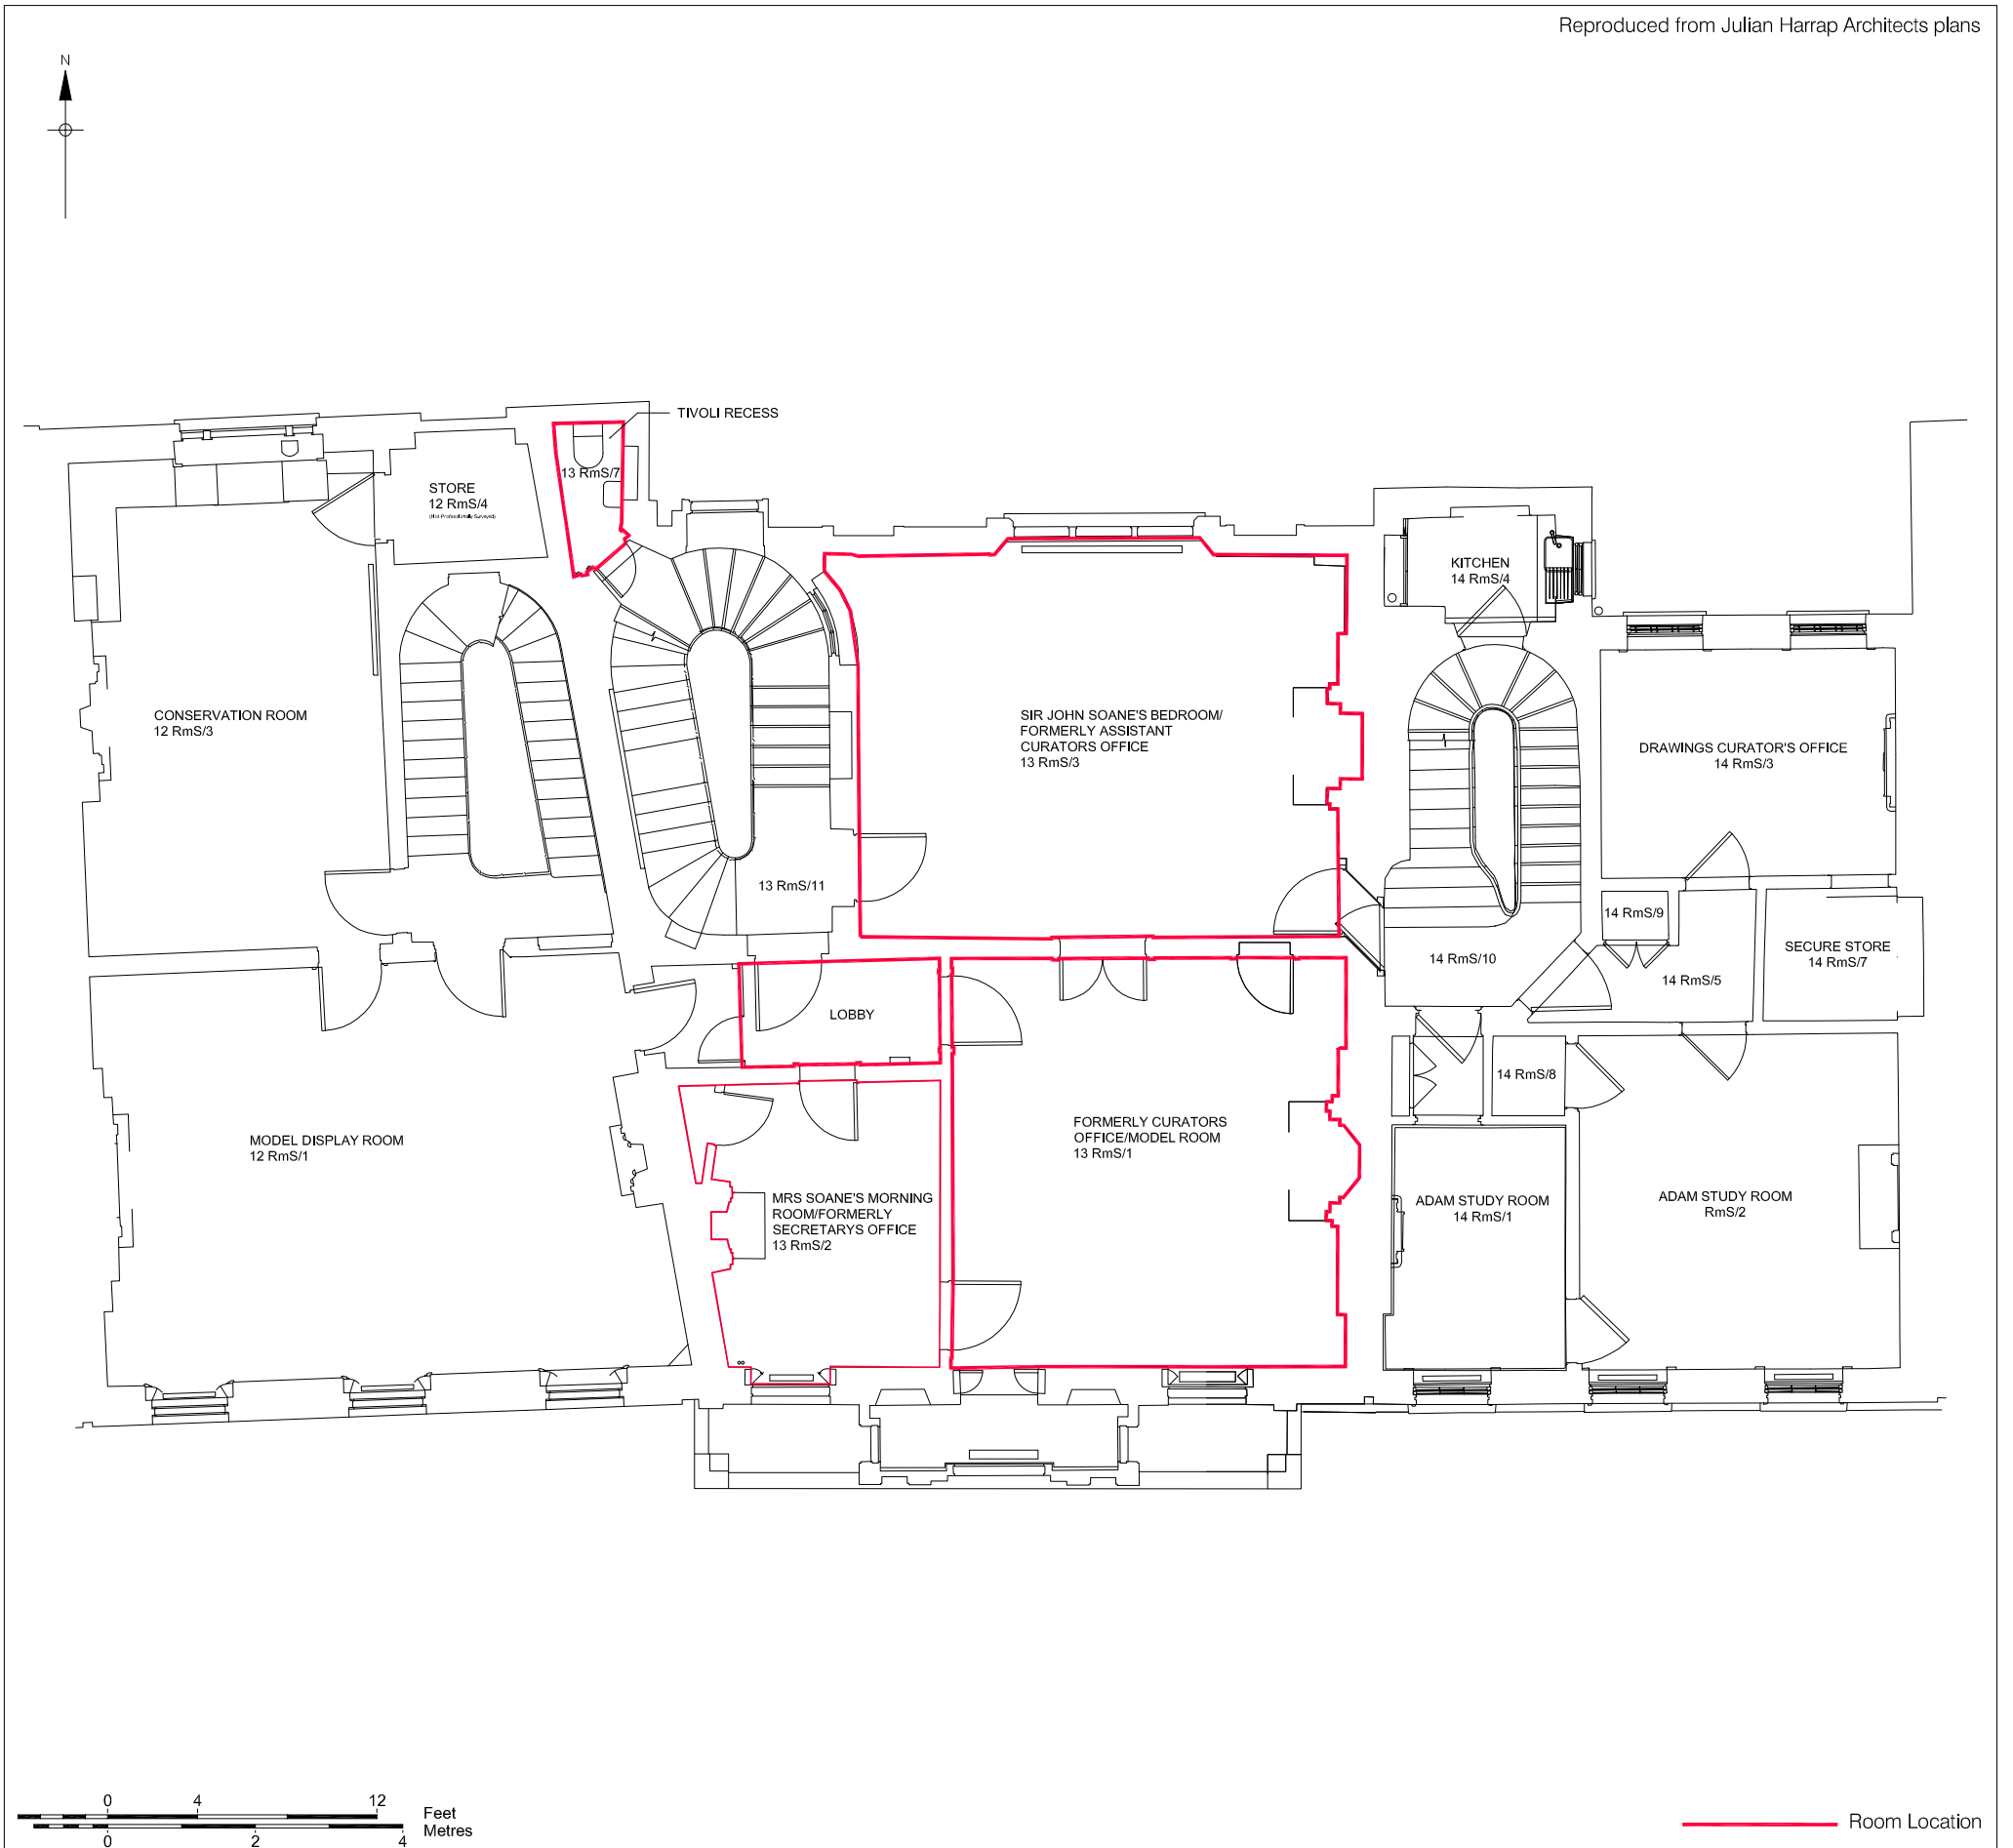 Reproduced from Julian Harrap Architects plans
N
TIVOLI RECESS
13 RmS/7
STORE
12 RmS/4
(Not Professionally Surveyed)
KITCHEN
14 RmS/4
CONSERVATION ROOM
12 RmS/3
SIR JOHN SOANE'S BEDROOM/
FORMERLY ASSISTANT
CURATORS OFFICE
13 RmS/3
DRAWINGS CURATOR'S OFFICE
14 RmS/3
13 RmS/11
14 RmS/9
SECURE STORE
14 RmS/7
14 RmS/10
14 RmS/5
LOBBY
14 RmS/8
MODEL DISPLAY ROOM
12 RmS/1
FORMERLY CURATORS
OFFICE/MODEL ROOM
13 RmS/1
MRS SOANE'S MORNING
ROOM/FORMERLY
SECRETARYS OFFICE
13 RmS/2
ADAM STUDY ROOM
14 RmS/1
ADAM STUDY ROOM
RmS/2
0 4 12
Feet
Metres
0 2 4
Room Location